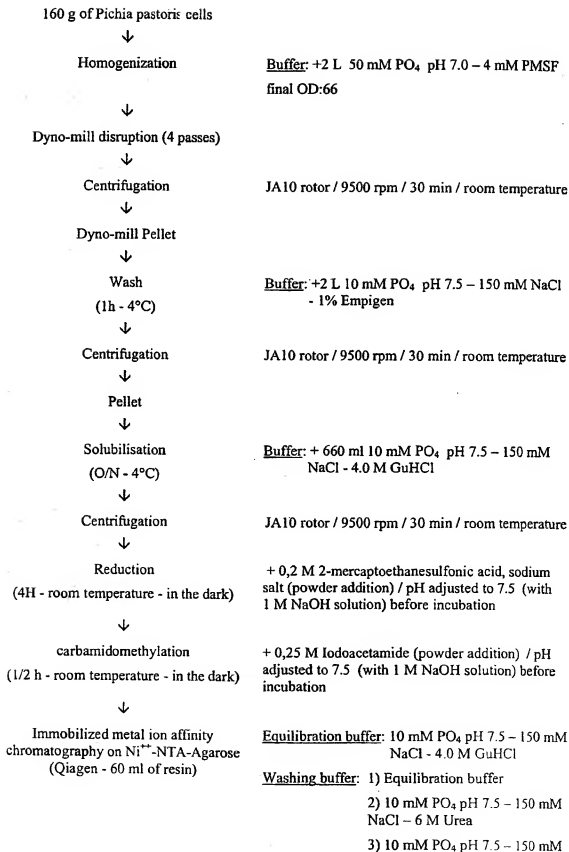 160 g of Pichia pastoris cells
↓
Homogenization
Buffer: +2 L 50 mM PO4 pH 7.0 – 4 mM PMSF
final OD:66
↓
Dyno-mill disruption (4 passes)
↓
Centrifugation
JA10 rotor / 9500 rpm / 30 min / room temperature
↓
Dyno-mill Pellet
↓
Wash
(1h - 4°C)
Buffer: +2 L 10 mM PO4 pH 7.5 – 150 mM NaCl
- 1% Empigen
↓
Centrifugation
JA10 rotor / 9500 rpm / 30 min / room temperature
↓
Pellet
↓
Solubilisation
(O/N - 4°C)
Buffer: + 660 ml 10 mM PO4 pH 7.5 – 150 mM
NaCl - 4.0 M GuHCl
↓
Centrifugation
JA10 rotor / 9500 rpm / 30 min / room temperature
↓
Reduction
(4H - room temperature - in the dark)
+ 0,2 M 2-mercaptoethanesulfonic acid, sodium
salt (powder addition) / pH adjusted to 7.5 (with
1 M NaOH solution) before incubation
↓
carbamidomethylation
(1/2 h - room temperature - in the dark)
+ 0,25 M Iodoacetamide (powder addition) / pH
adjusted to 7.5 (with 1 M NaOH solution) before
incubation
↓
Immobilized metal ion affinity
chromatography on Ni++-NTA-Agarose
(Qiagen - 60 ml of resin)
Equilibration buffer: 10 mM PO4 pH 7.5 – 150 mM
NaCl - 4.0 M GuHCl
Washing buffer: 1) Equilibration buffer
2) 10 mM PO4 pH 7.5 – 150 mM
NaCl – 6 M Urea
3) 10 mM PO4 pH 7.5 – 150 mM